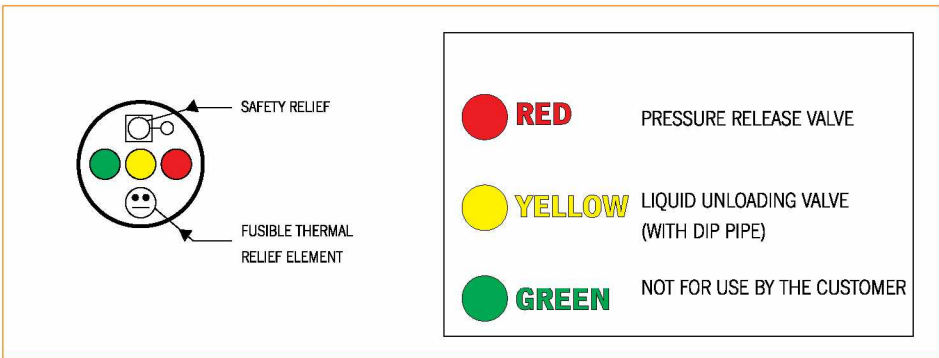 SAFETY RELIEF
FUSIBLE THERMAL
RELIEF ELEMENT
RED
PRESSURE RELEASE VALVE
YELLOW
LIQUID UNLOADING VALVE
(WITH DIP PIPE)
GREEN
NOT FOR USE BY THE CUSTOMER